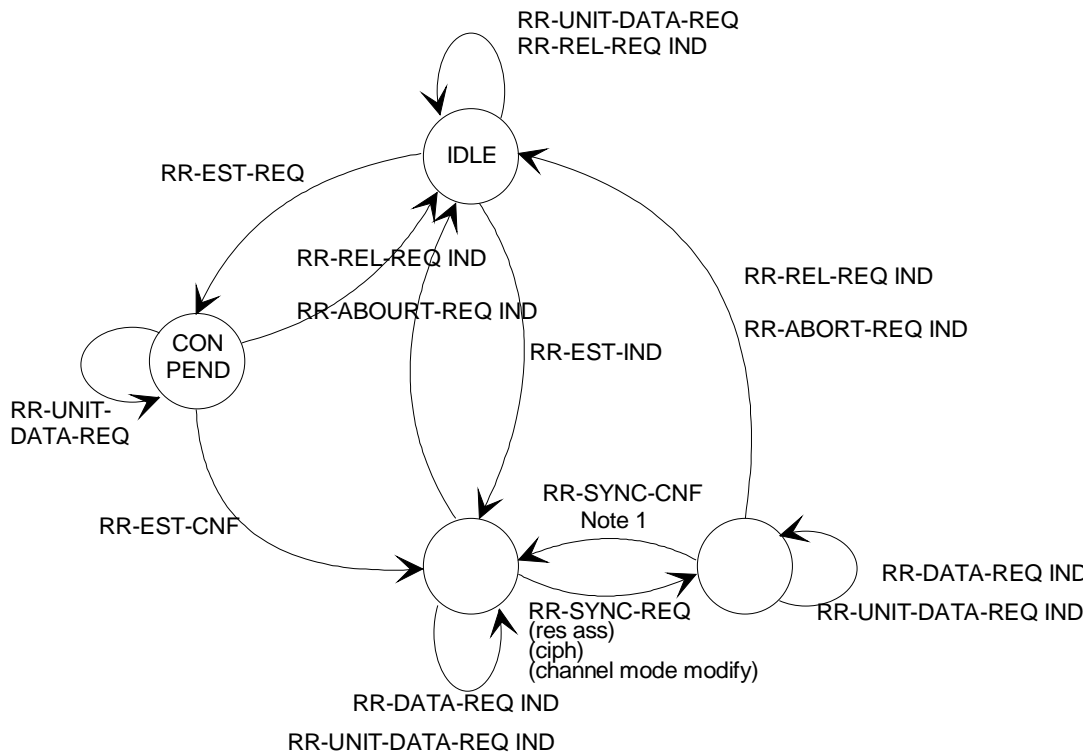 RR-UNIT-DATA-REQ
RR-REL-REQ IND
IDLE
RR-EST-REQ
RR-REL-REQ IND
RR-ABOURT-REQ IND
RR-REL-REQ IND
RR-ABORT-REQ IND
CON
PEND
RR-EST-IND
RR-UNIT-
DATA-REQ
RR-EST-CNF
RR-SYNC-CNF
Note 1
RR-DATA-REQ IND
RR-UNIT-DATA-REQ IND
RR-SYNC-REQ
(res ass)
(ciph)
(channel mode modify)
RR-DATA-REQ IND
RR-UNIT-DATA-REQ IND